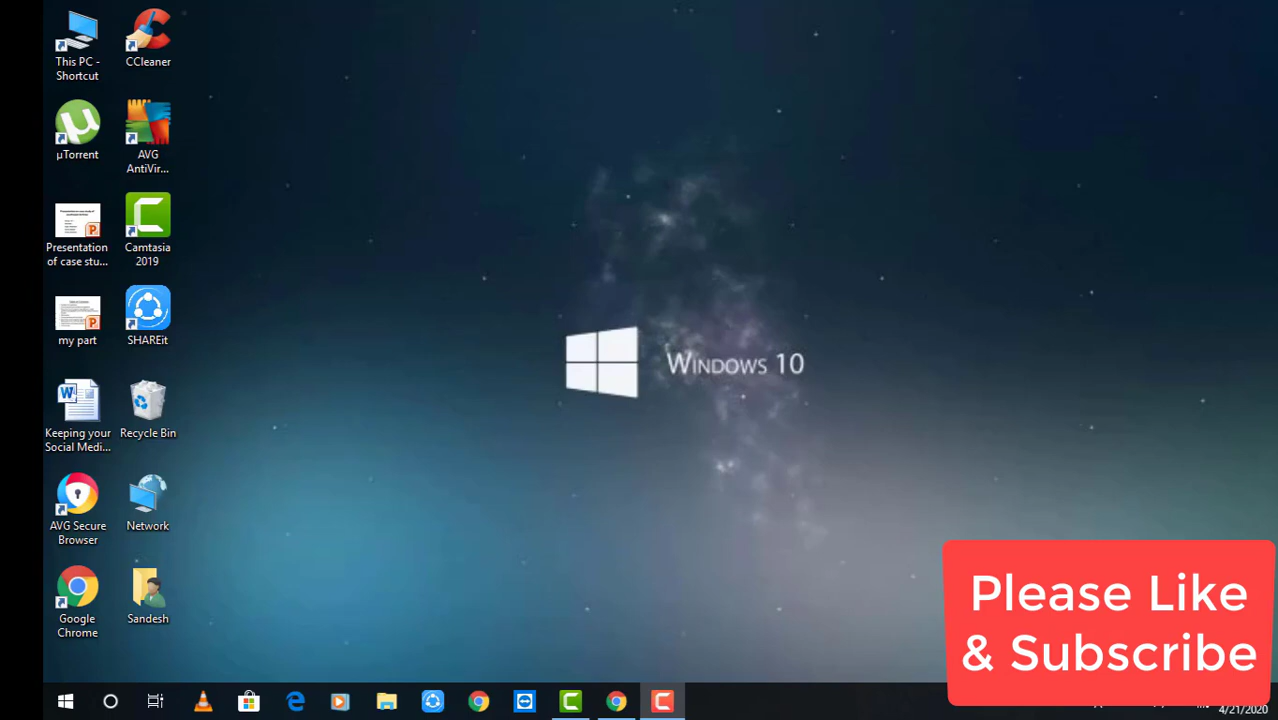 This PC -
Shortcut
CCleaner
µTorrent
AVG
AntiVir...
Presentation
of case stu...
Camtasia
2019
my part
SHAREit
Keeping your
Social Medi...
Recycle Bin
AVG Secure
Browser
Network
Google
Chrome
Sandesh
WINDOWS 10
Please Like
& Subscribe
4/21/2020